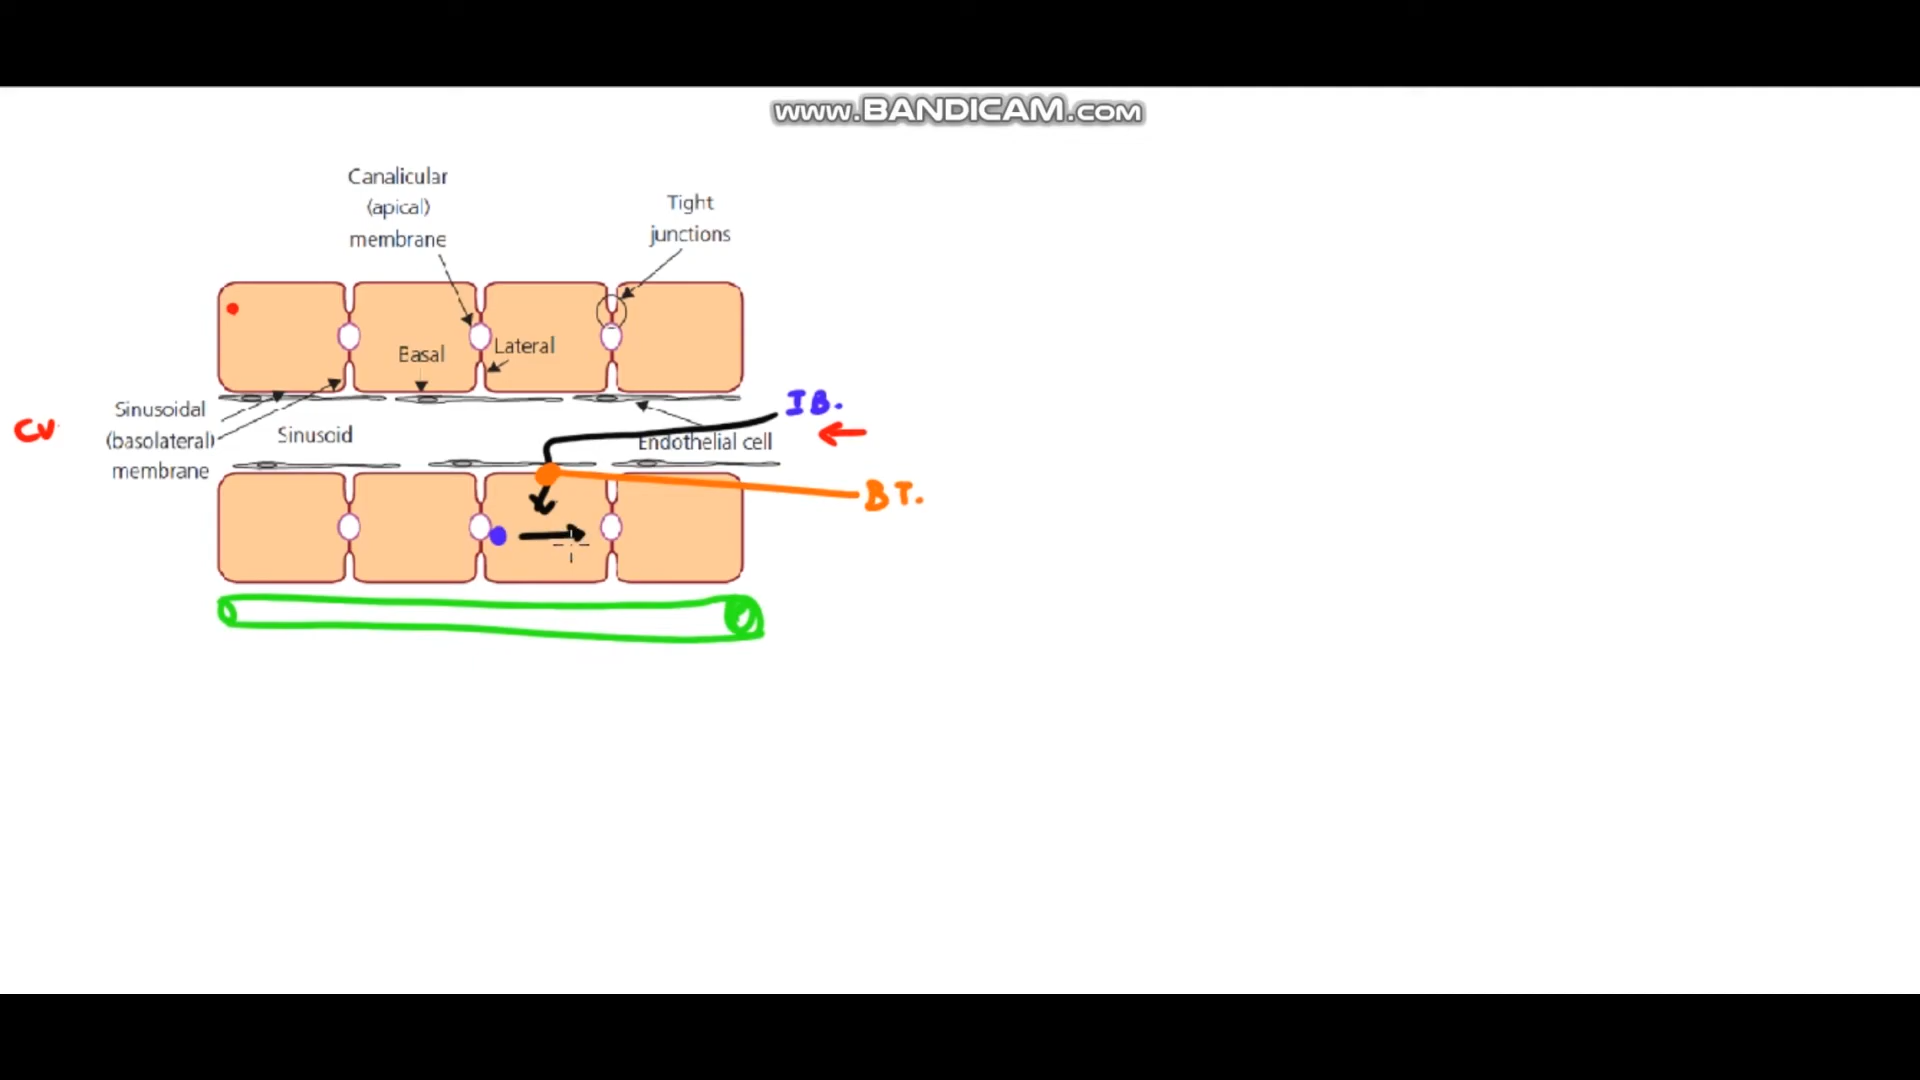 www.BANDICAM.com
Canalicular
(apical)
membrane
Tight
junctions
Basal
Lateral
Sinusoidal
(basolateral)
membrane
Sinusoid
Endothelial cell
CV
IB.
BT.